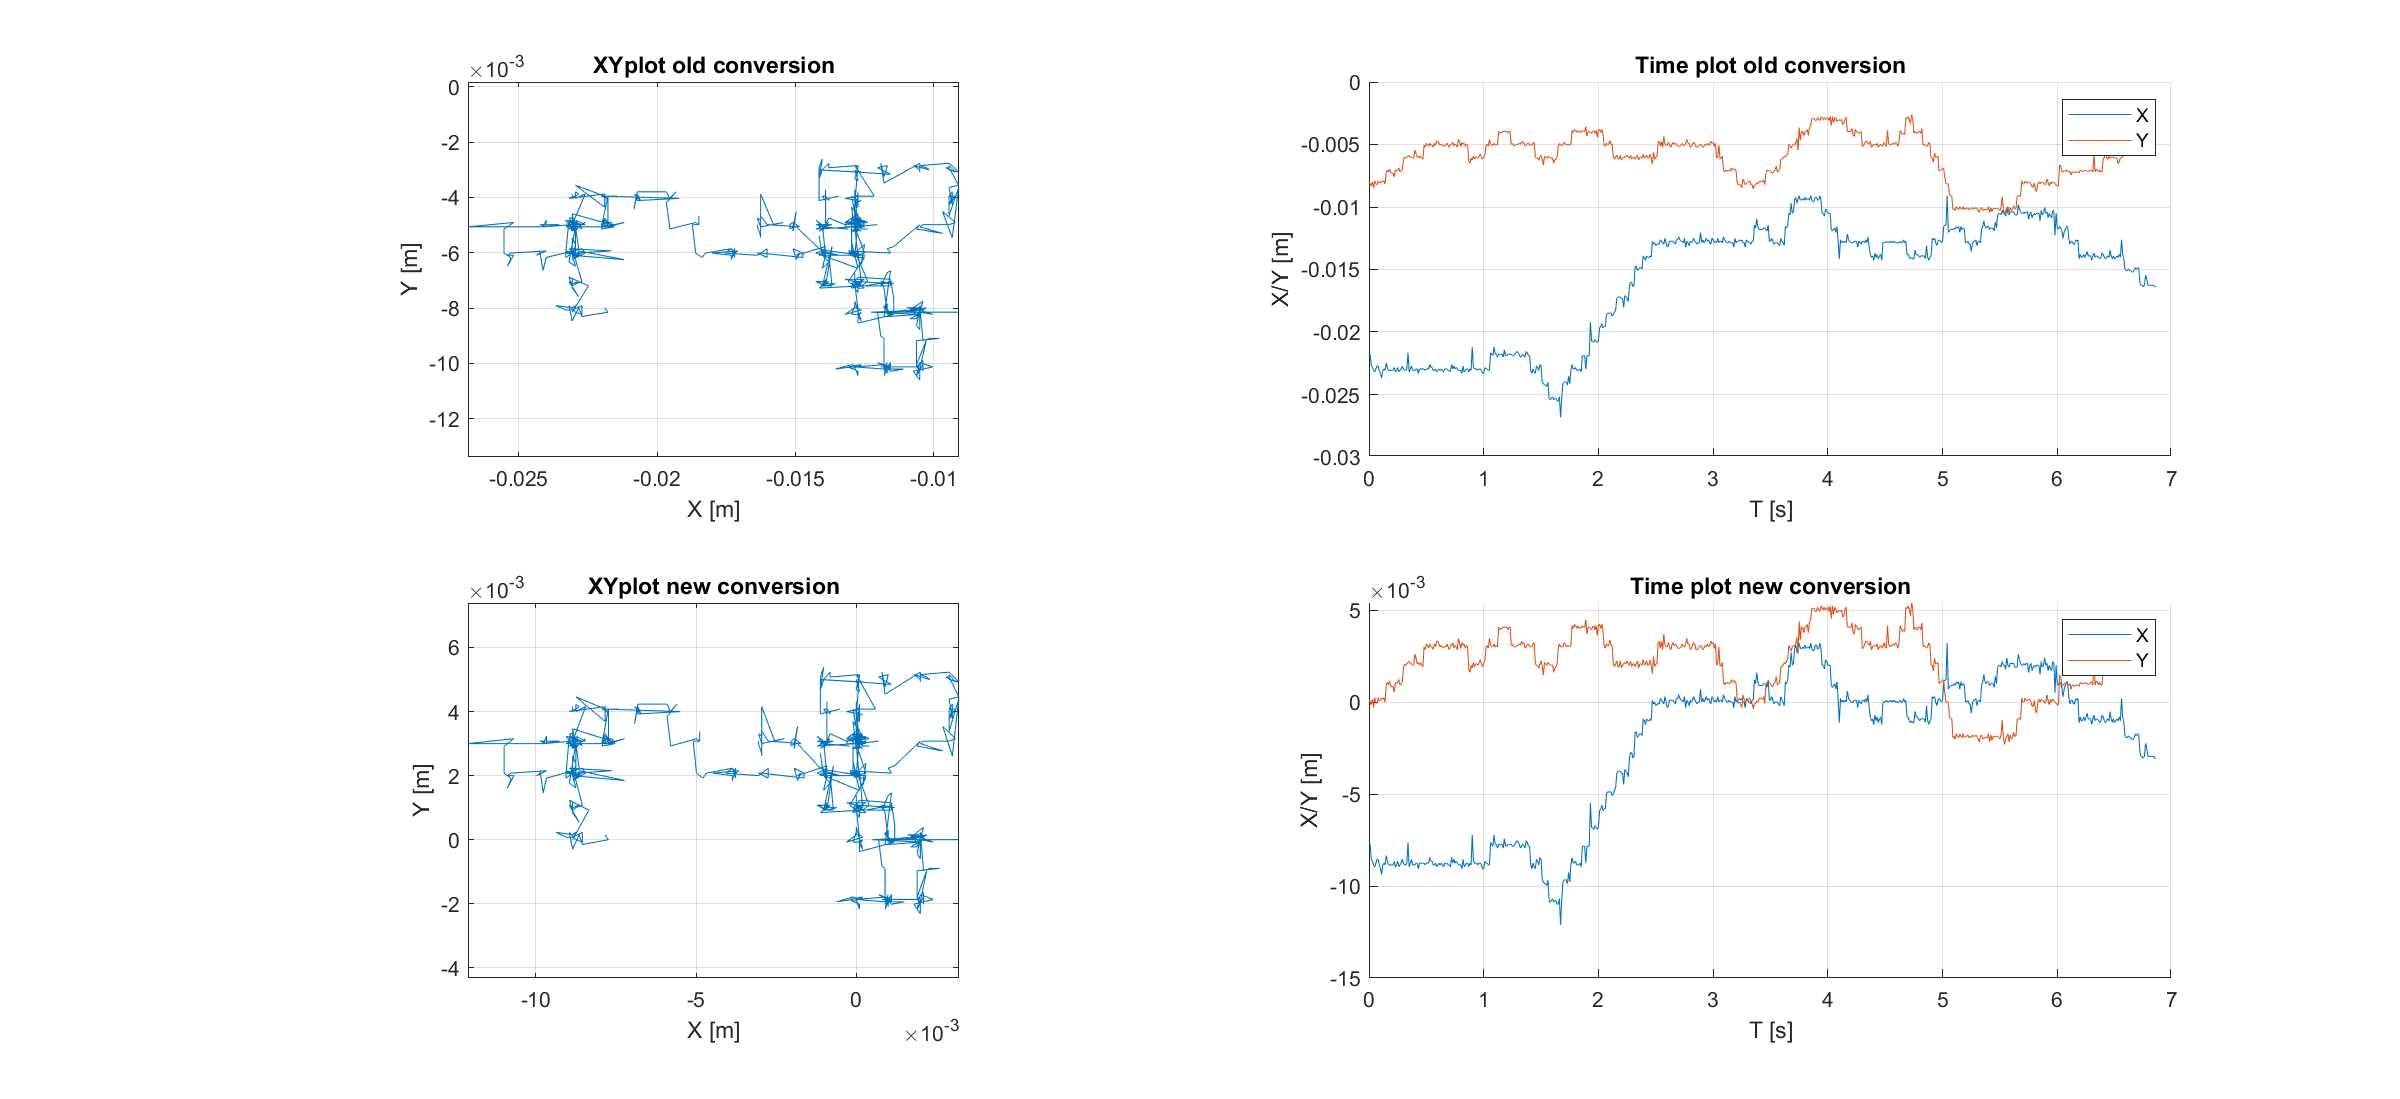 XYplot old conversion
×10-3
0
-2
-4
-6
-8
-10
-12
Y [m]
-0.025 -0.02 -0.015 -0.01
X [m]
Time plot old conversion
0
-0.005
-0.01
-0.015
-0.02
-0.025
-0.03
X/Y [m]
X
Y
0 1 2 3 4 5 6 7
T [s]
XYplot new conversion
×10-3
6
4
2
0
-2
-4
Y [m]
-10 -5 0
X [m]
×10-3
Time plot new conversion
×10-3
5
0
-5
-10
-15
X/Y [m]
X
Y
0 1 2 3 4 5 6 7
T [s]